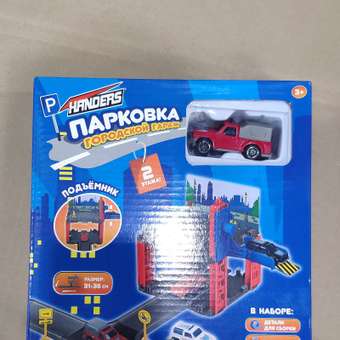 P
HANDERS
3+
ПАРКОВКА
ГОРОДСКОЙ ГАРАЖ
2
ЭТАЖА!
ПОДЪЁМНИК
РАЗМЕР:
31×35 СМ
В НАБОРЕ:
ДЕТАЛИ
ДЛЯ СБОРКИ